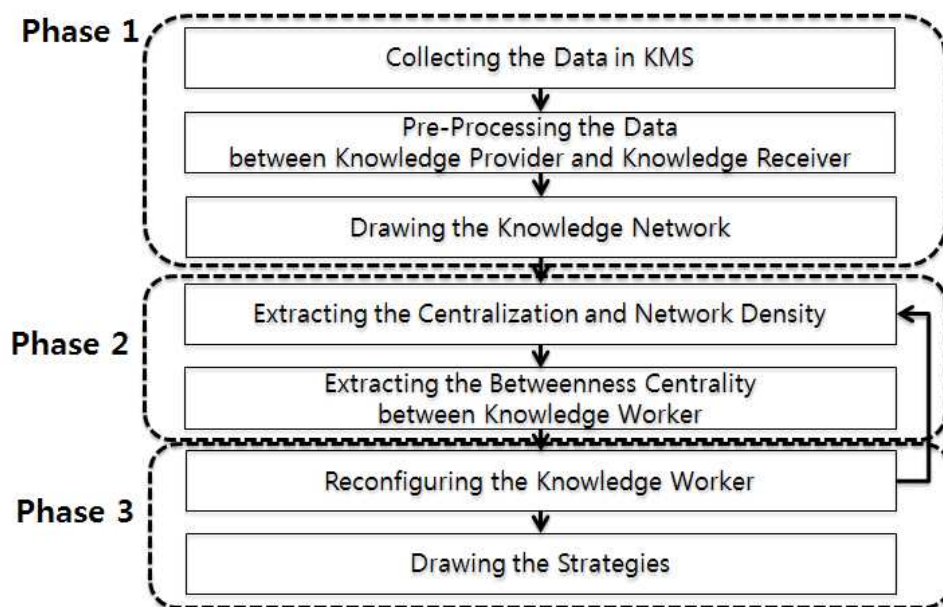 Phase 1
Collecting the Data in KMS
Pre-Processing the Data
between Knowledge Provider and Knowledge Receiver
Drawing the Knowledge Network
Phase 2
Extracting the Centralization and Network Density
Extracting the Betweenness Centrality
between Knowledge Worker
Phase 3
Reconfiguring the Knowledge Worker
Drawing the Strategies